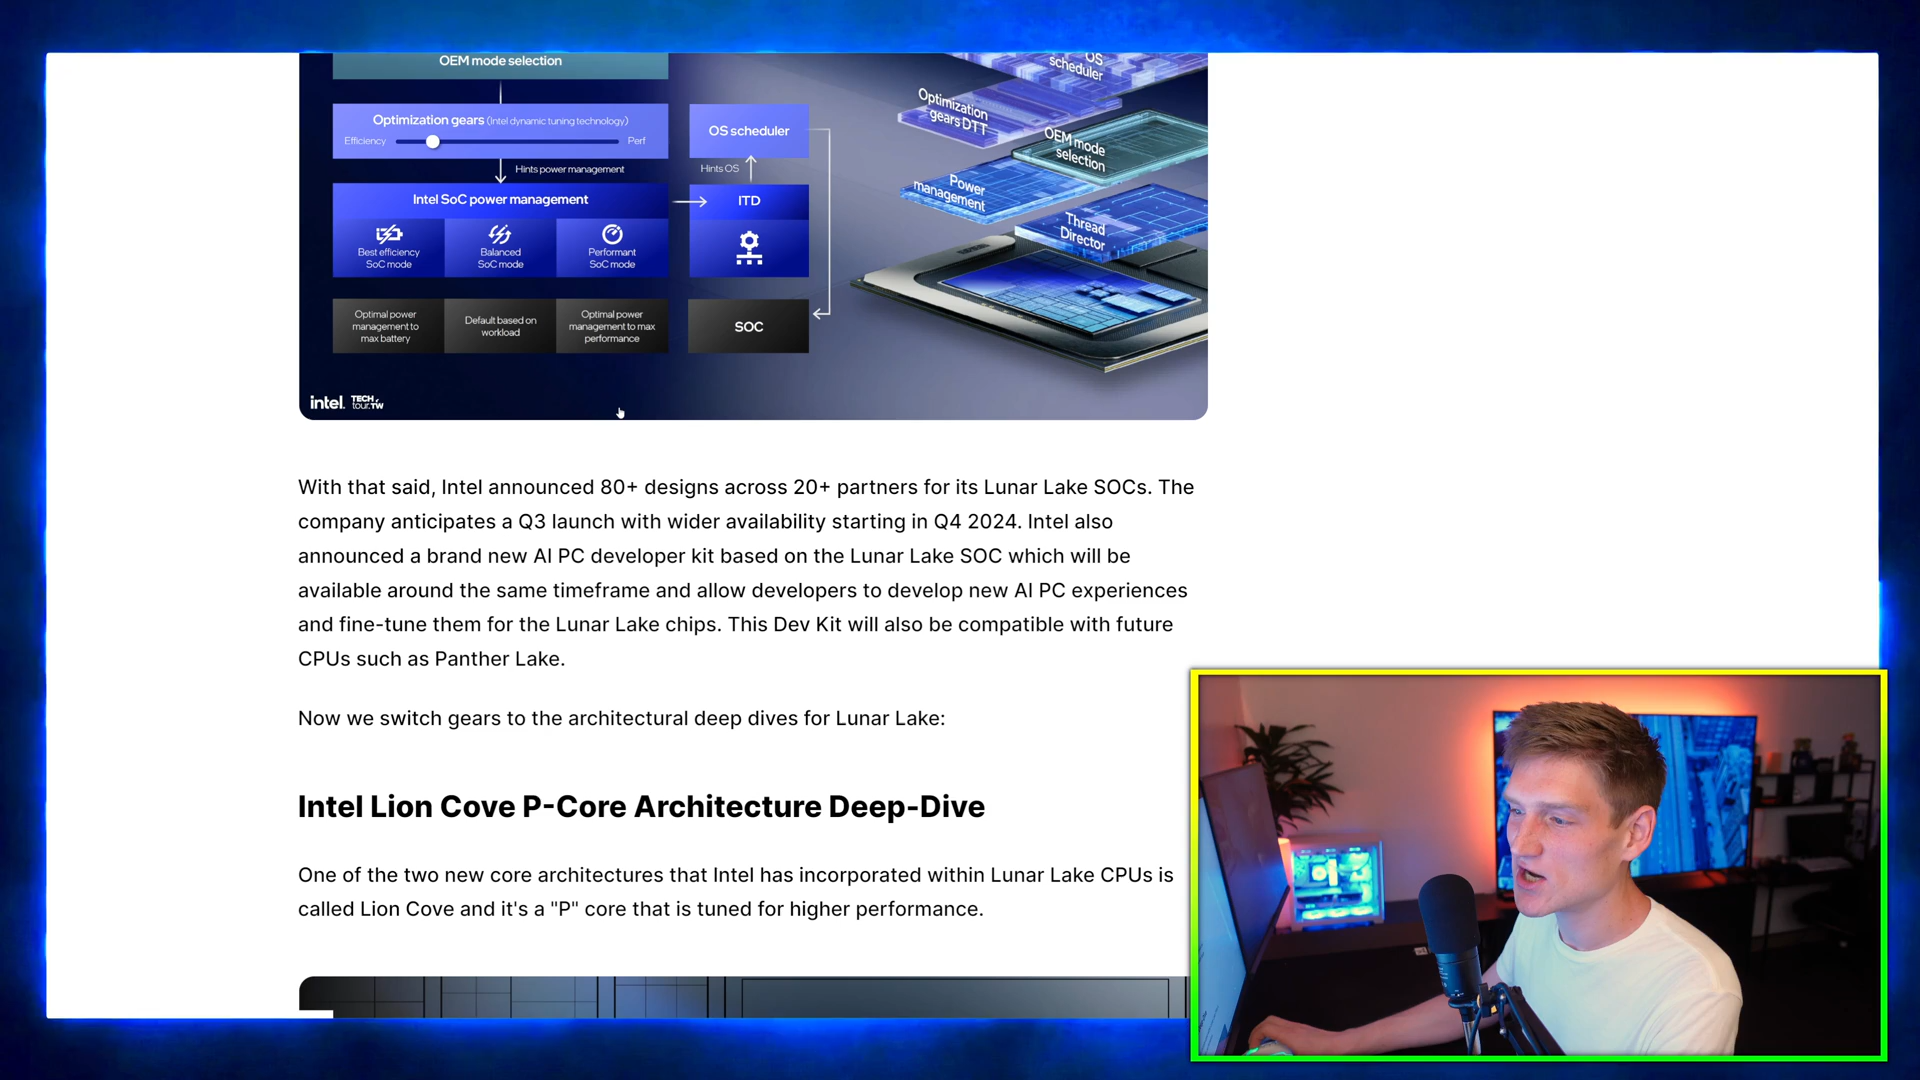 OEM mode selection
Optimization gears (Intel dynamic tuning technology)
Efficiency
Perf
Hints power management
Intel SoC power management
Best efficiency
SoC mode
Balanced
SoC mode
Performant
SoC mode
Optimal power
management to
max battery
Default based on
workload
Optimal power
management to max
performance
OS scheduler
Hints OS
ITD
SOC
OS
scheduler
Optimization
gears DTT
OEM mode
selection
Power
management
Thread
Director
intel. TECH
tour.TW
With that said, Intel announced 80+ designs across 20+ partners for its Lunar Lake SOCs. The
company anticipates a Q3 launch with wider availability starting in Q4 2024. Intel also
announced a brand new AI PC developer kit based on the Lunar Lake SOC which will be
available around the same timeframe and allow developers to develop new AI PC experiences
and fine-tune them for the Lunar Lake chips. This Dev Kit will also be compatible with future
CPUs such as Panther Lake.
Now we switch gears to the architectural deep dives for Lunar Lake:
Intel Lion Cove P-Core Architecture Deep-Dive
One of the two new core architectures that Intel has incorporated within Lunar Lake CPUs is
called Lion Cove and it's a "P" core that is tuned for higher performance.